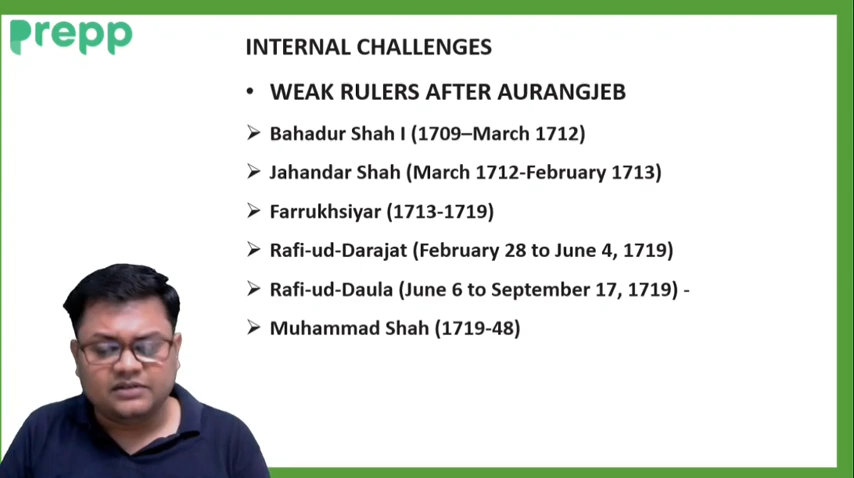 prepp
INTERNAL CHALLENGES
• WEAK RULERS AFTER AURANGJEB
➢ Bahadur Shah I (1709–March 1712)
➢ Jahandar Shah (March 1712-February 1713)
➢ Farrukhsiyar (1713-1719)
➢ Rafi-ud-Darajat (February 28 to June 4, 1719)
➢ Rafi-ud-Daula (June 6 to September 17, 1719) -
➢ Muhammad Shah (1719-48)